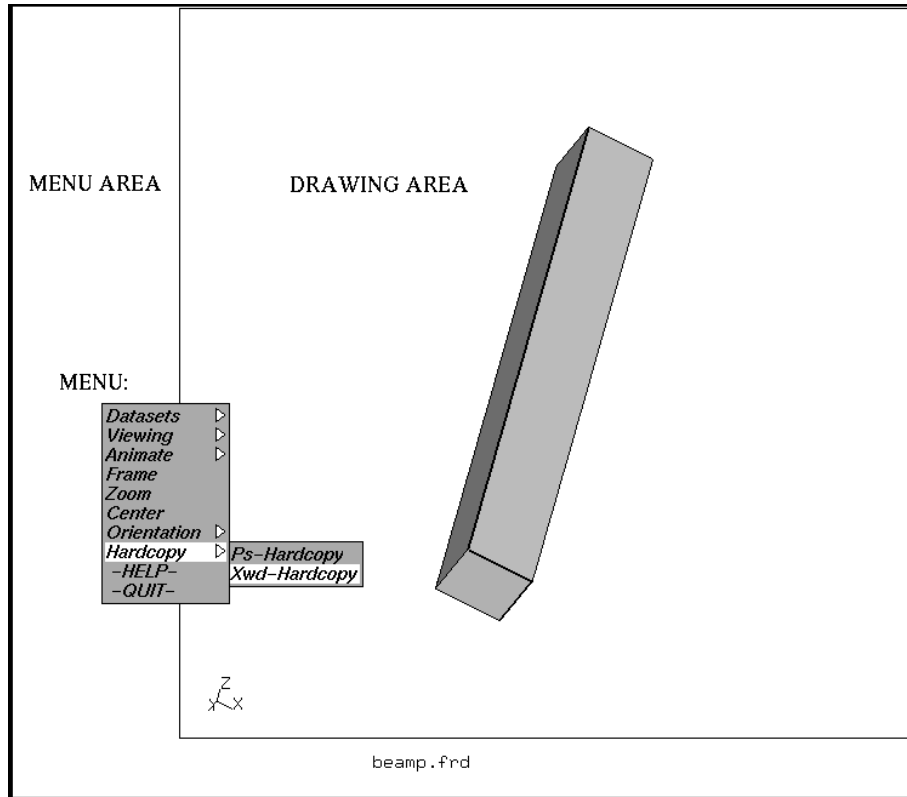 MENU AREA
DRAWING AREA
MENU:
Datasets
Viewing
Animate
Frame
Zoom
Center
Orientation
Hardcopy
Ps-Hardcopy
Xwd-Hardcopy
-HELP-
-QUIT-
Z
Y
X
beamp.frd